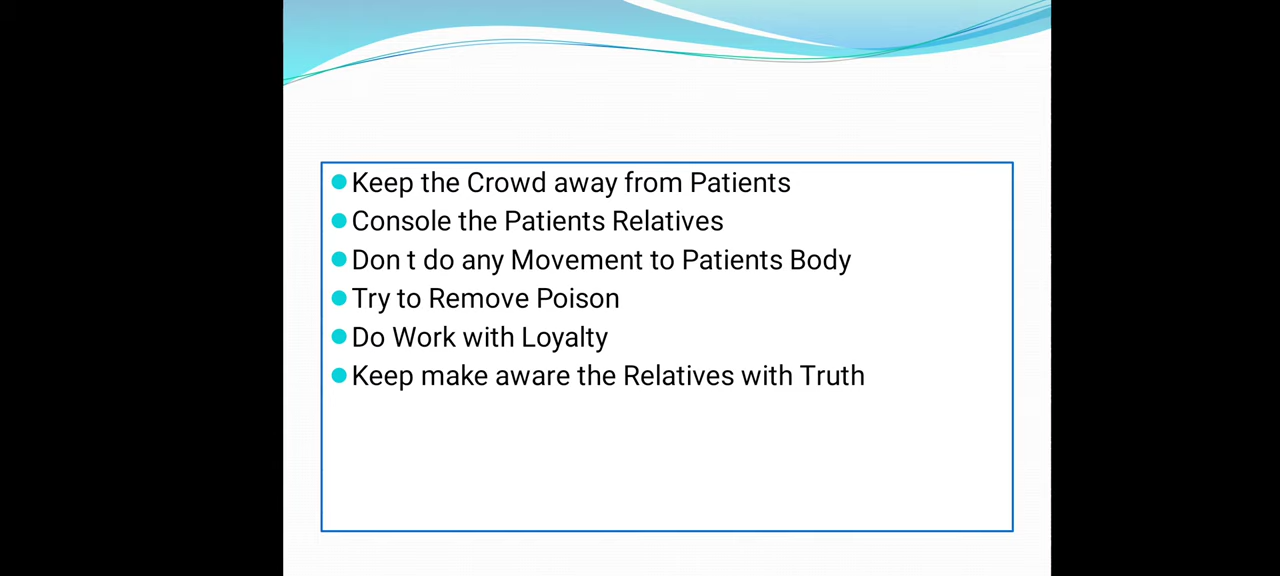 Keep the Crowd away from Patients
Console the Patients Relatives
Don t do any Movement to Patients Body
Try to Remove Poison
Do Work with Loyalty
Keep make aware the Relatives with Truth